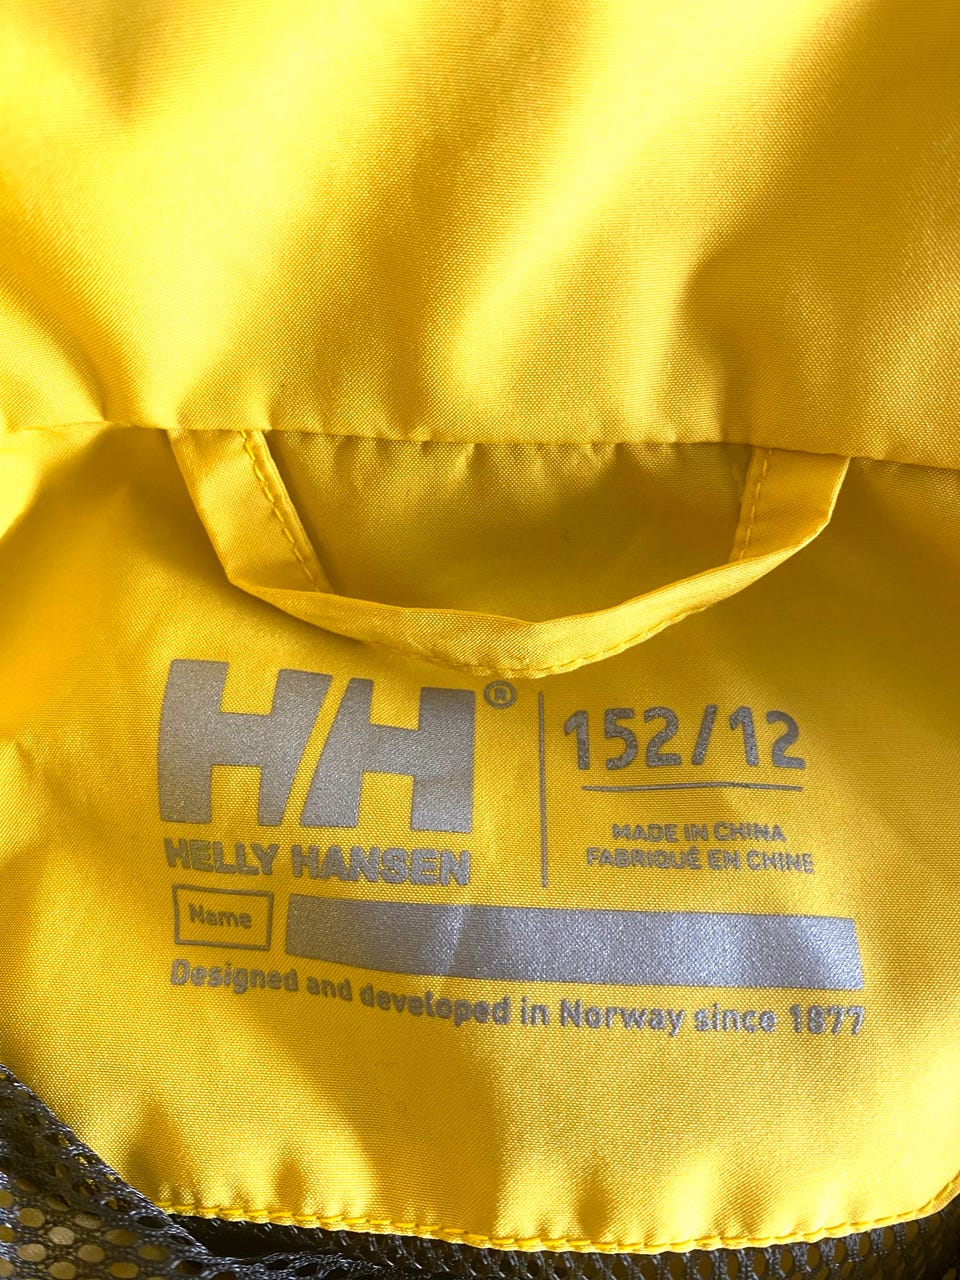 HH®
HELLY HANSEN
152/12
MADE IN CHINA
FABRIQUÉ EN CHINE
Name
Designed and developed in Norway since 1877